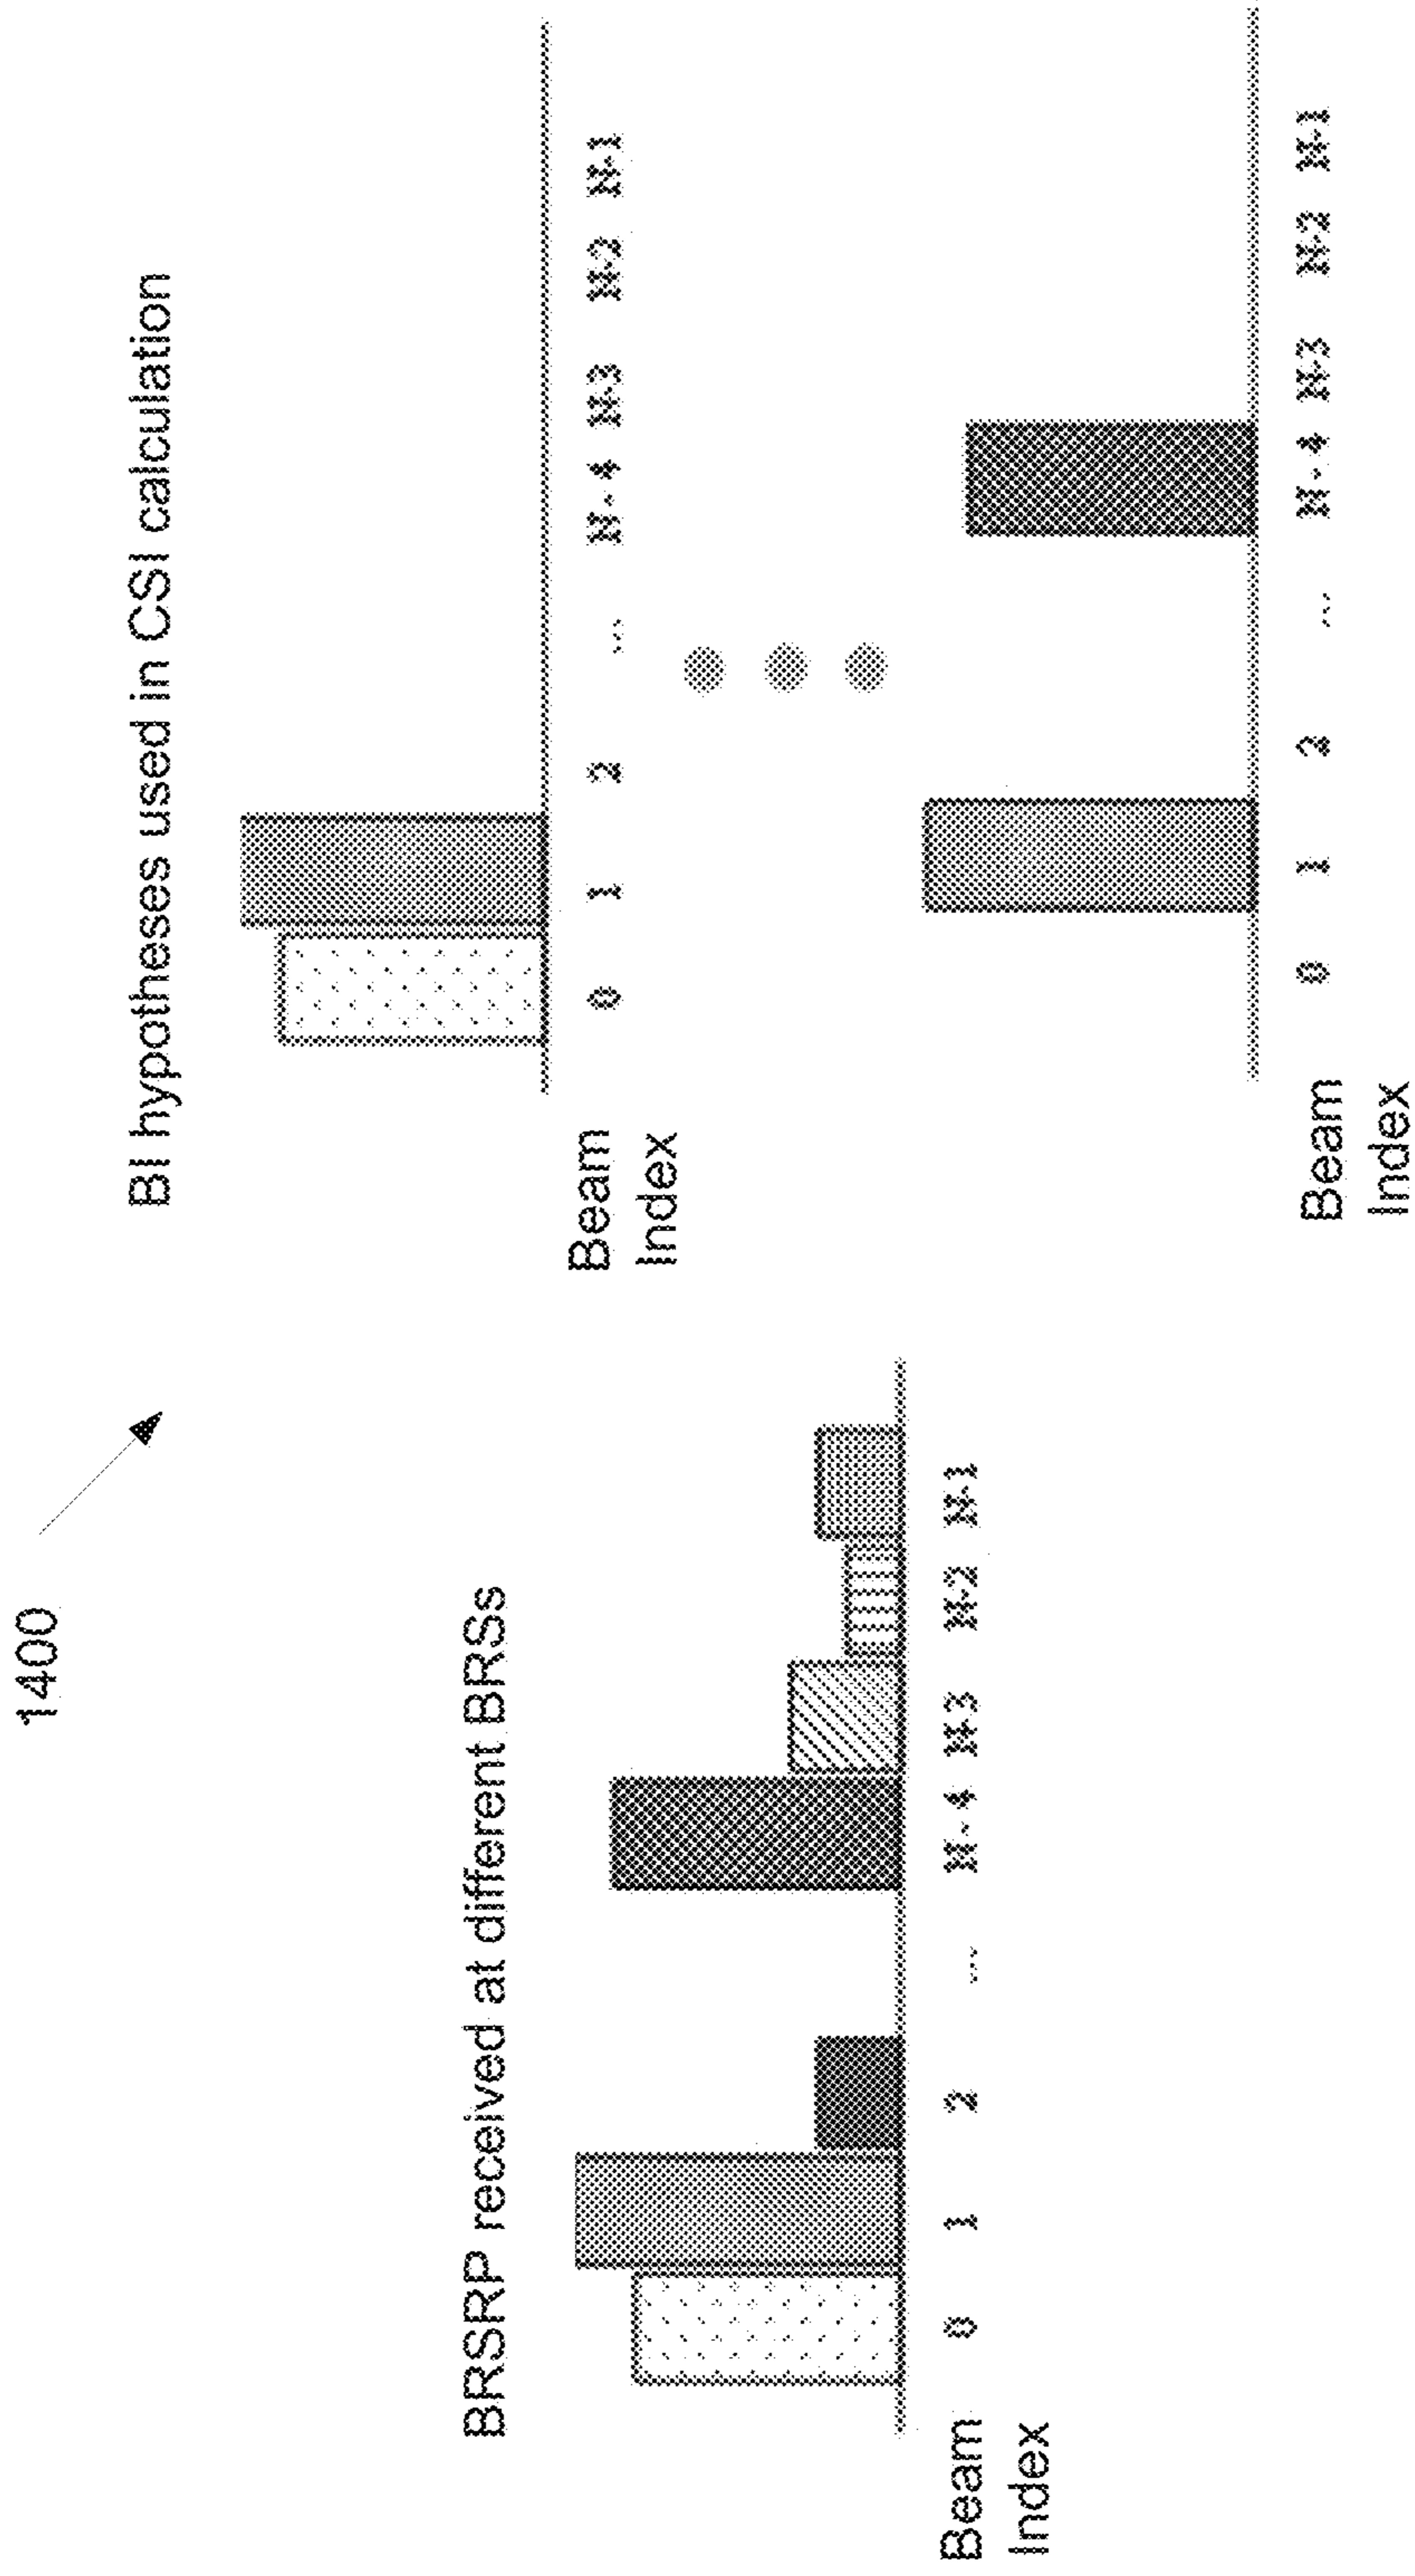 1400
BRSRP received at different BRSs
Beam Index 0 1 2 ... N-4 N-3 N-2 N-1
BI hypotheses used in CSI calculation
Beam Index 0 1 2 ... N-4 N-3 N-2 N-1
Beam Index 0 1 2 ... N-4 N-3 N-2 N-1